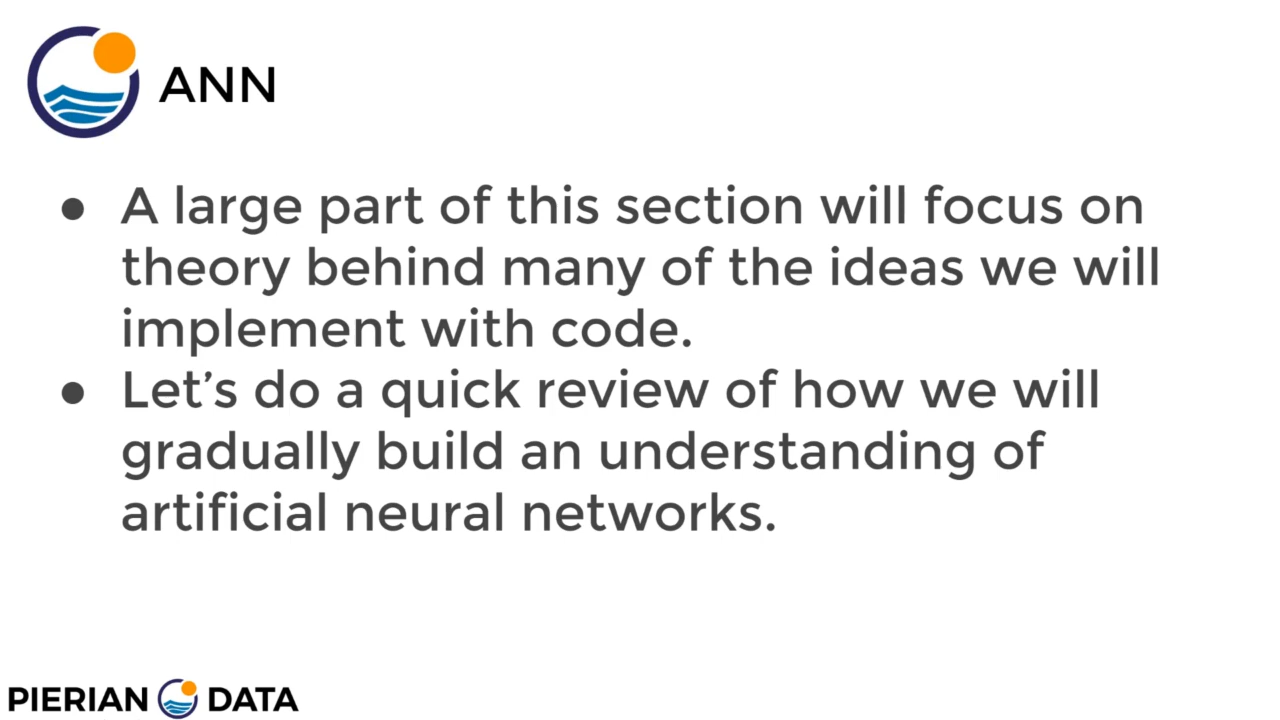 ANN
● A large part of this section will focus on
theory behind many of the ideas we will
implement with code.
● Let’s do a quick review of how we will
gradually build an understanding of
artificial neural networks.
PIERIAN DATA